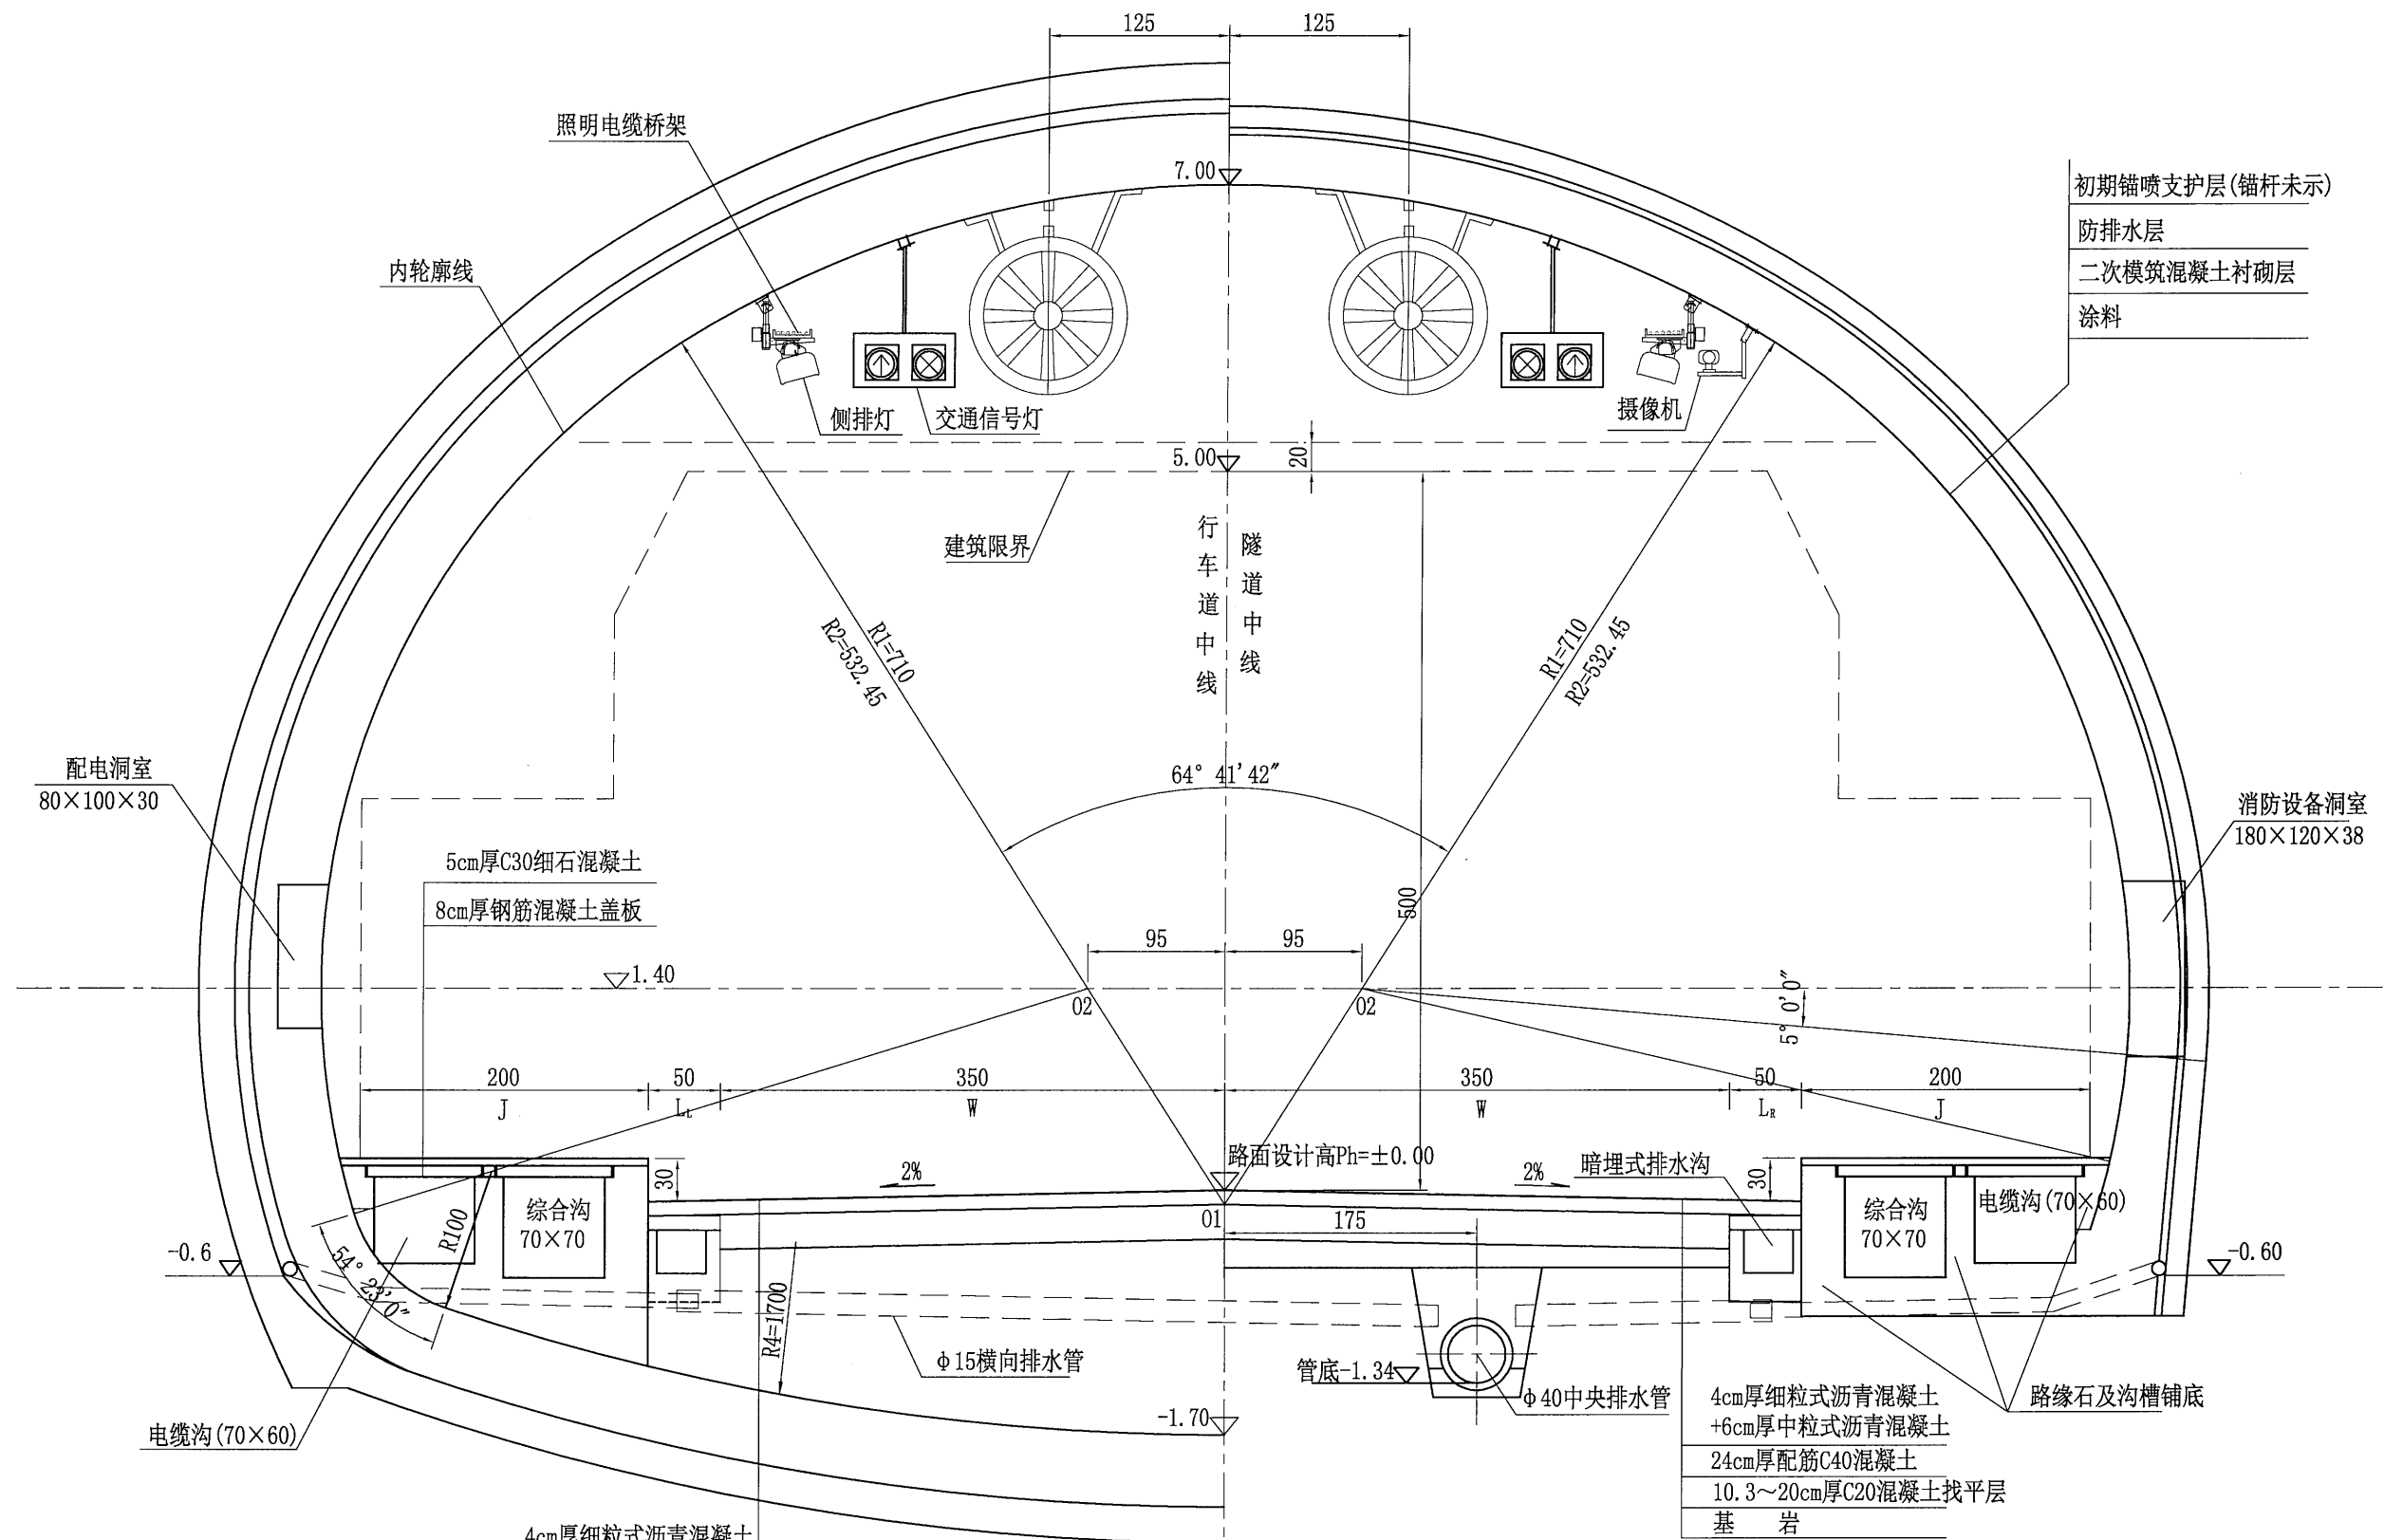 125
125
照明电缆桥架
7.00
初期锚喷支护层(锚杆未示)
防排水层
二次模筑混凝土衬砌层
涂料
内轮廓线
侧排灯
交通信号灯
摄像机
5.00
20
建筑限界
行车道中线
隧道中线
R1=710
R2=532.45
R1=710
R2=532.45
配电洞室
80×100×30
64°41'42"
消防设备洞室
180×120×38
5cm厚C30细石混凝土
8cm厚钢筋混凝土盖板
500
95
95
1.40
02
02
5°0'0"
200
50
350
350
50
200
J
LL
W
W
LR
J
路面设计高Ph=±0.00
30
2%
2%
暗埋式排水沟
30
R100
综合沟
70×70
01
175
综合沟
70×70
电缆沟(70×60)
-0.6
54°23'0"
-0.60
R4=1700
φ15横向排水管
管底-1.34
φ40中央排水管
路缘石及沟槽铺底
-1.70
电缆沟(70×60)
4cm厚细粒式沥青混凝土
+6cm厚中粒式沥青混凝土
24cm厚配筋C40混凝土
10.3～20cm厚C20混凝土找平层
基 岩
4cm厚细粒式沥青混凝土